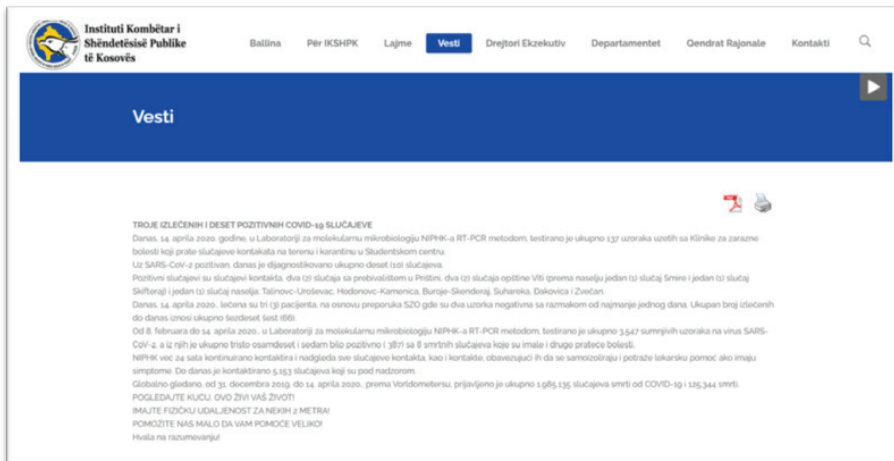 Instituti Kombëtar i
Shëndetësisë Publike
të Kosovës
Ballina Për IKSHPK Lajme Vesti Drejtori Ekzekutiv Departamentet Qendrat Rajonale Kontakti
Vesti
TROJE IZLEČENIH I DESET POZITIVNIH COVID-19 SLUČAJEVE
Danas, 14. aprila 2020. godine, u Laboratoriji za molekularnu mikrobiologiju NIPHK-a RT-PCR metodom, testirano je ukupno 137 uzoraka uzetih sa Klinike za zarazne
bolesti koji prate slučajeve kontakata na terenu i karantinu u Studentskom centru.
Uz SARS-CoV-2 pozitivan, danas je dijagnostikovano ukupno deset (10) slučajeva.
Pozitivni slučajevi su slučajevi kontakta, dva (2) slučaja sa prebivalištem u Prištini, dva (2) slučaja opštine Viti (prema naselju jedan (1) slučaj Smire i jedan (1) slučaj
Skifteraj) i jedan (1) slučaj naselja, Talinovc-Uroševac, Hodonovc-Kamenica, Buroje-Skenderaj, Suhareka, Đakovica i Zvečan.
Danas, 14. aprila 2020., lečena su tri (3) pacijenta, na osnovu preporuka SZO gde su dva uzorka negativna sa razmakom od najmanje jednog dana. Ukupan broj izlečenih
do danas iznosi ukupno šezdeset šest (66).
Od 8. februara do 14. aprila 2020., u Laboratoriji za molekularnu mikrobiologiju NIPHK-a RT-PCR metodom, testirano je ukupno 3.547 sumnjivih uzoraka na virus SARS-
CoV-2, a iz njih je ukupno tristo osamdeset i sedam bilo pozitivno ( 387) sa 8 smrtnih slučajeva koje su imale i druge prateće bolesti.
NIPHK već 24 sata kontinuirano kontaktira i nadgleda sve slučajeve kontakta, kao i kontakte, obavezujući ih da se samoizoliraju i potraže lekarsku pomoć ako imaju
simptome. Do danas je kontaktirano 5.153 slučajeva koji su pod nadzorom.
Globalno gledano, od 31. decembra 2019. do 14. aprila 2020., prema Vorldometersu, prijavljeno je ukupno 1.985.135 slučajeva smrti od COVID-19 i 125.344 smrti.
POGLEDAJTE KUĆU, OVO ŽIVI VAŠ ŽIVOT!
IMAJTE FIZIČKU UDALJENOST ZA NEKIH 2 METRA!
POMOŽITE NAS MALO DA VAM POMOĆE VELIKO!
Hvala na razumevanju!